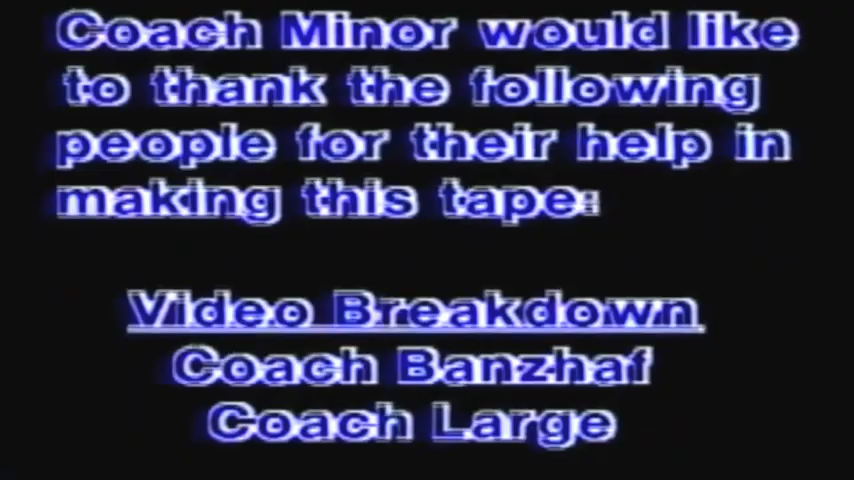 Coach Minor would like
to thank the following
people for their help in
making this tape:
Video Breakdown
Coach Banzhaf
Coach Large